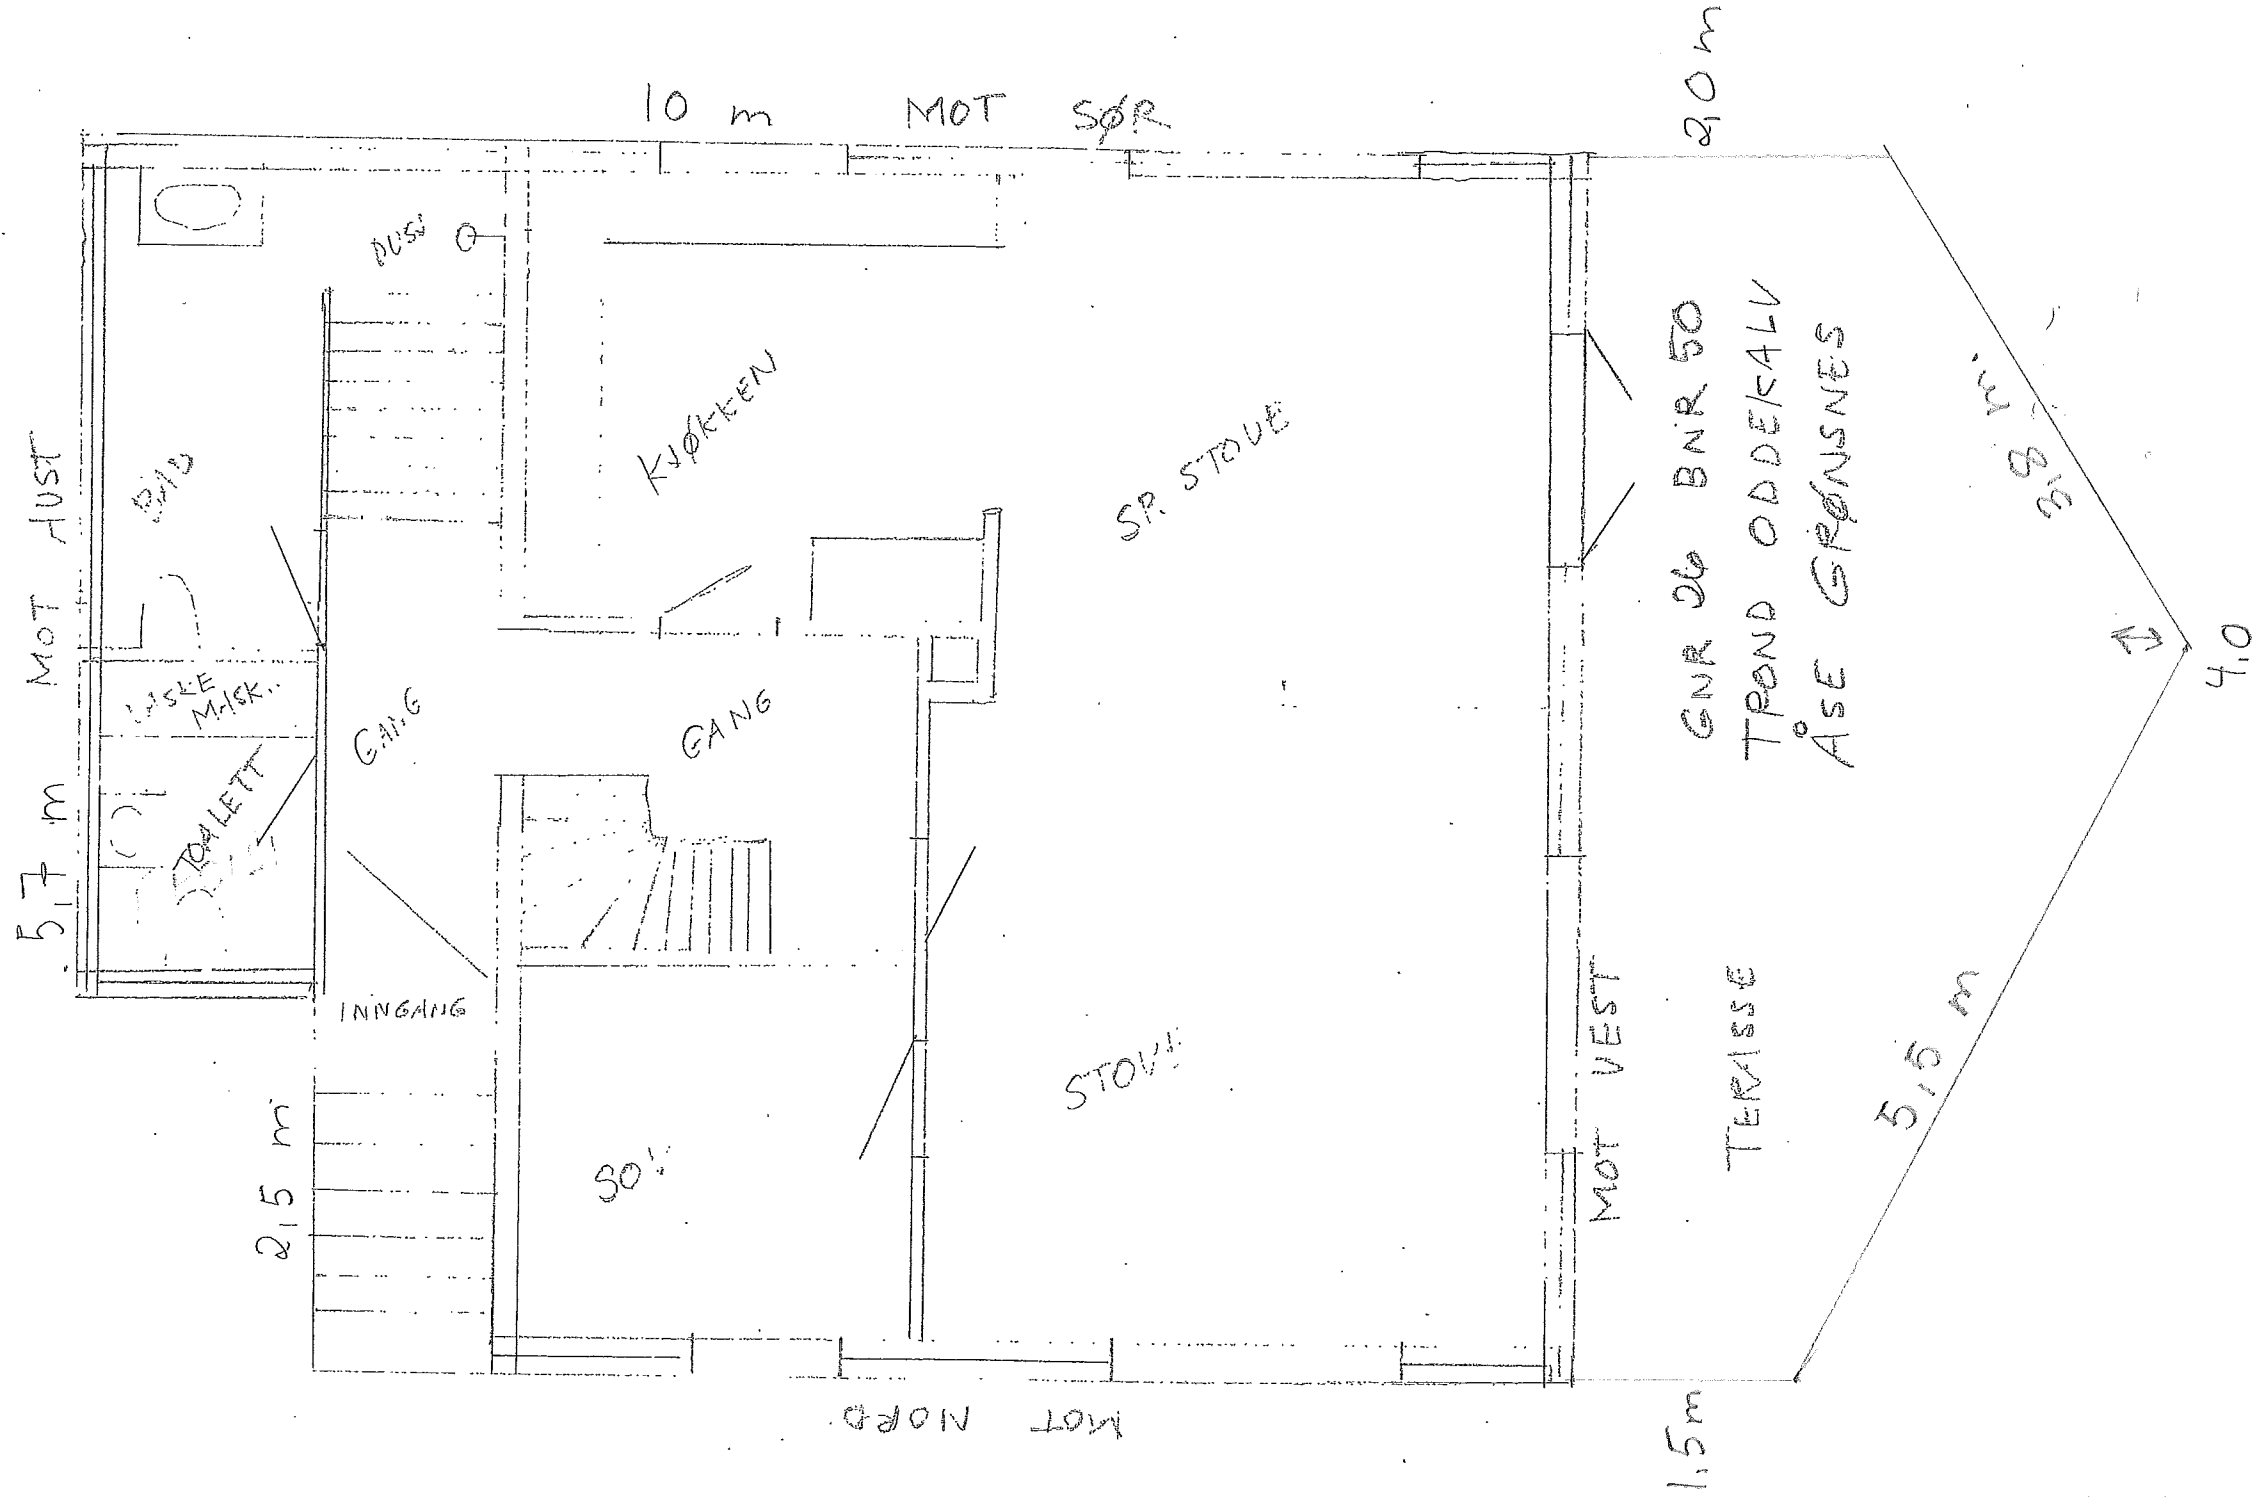 10 m MOT SØR
5,7 m MOT AUST
DUSJ
BAD
VASKE
MASK.
TOALETT
GANG
GANG
KJØKKEN
SP. STOVE
INNGANG
2,5 m
SOV
STOVE
MOT NORD
MOT VEST
TERASSE
GNR 26 BNR 50
TROND ODDEKALV
ÅSE GRØNSNES
2,0 m
3,8 m
4,0
5,5 m
1,5 m